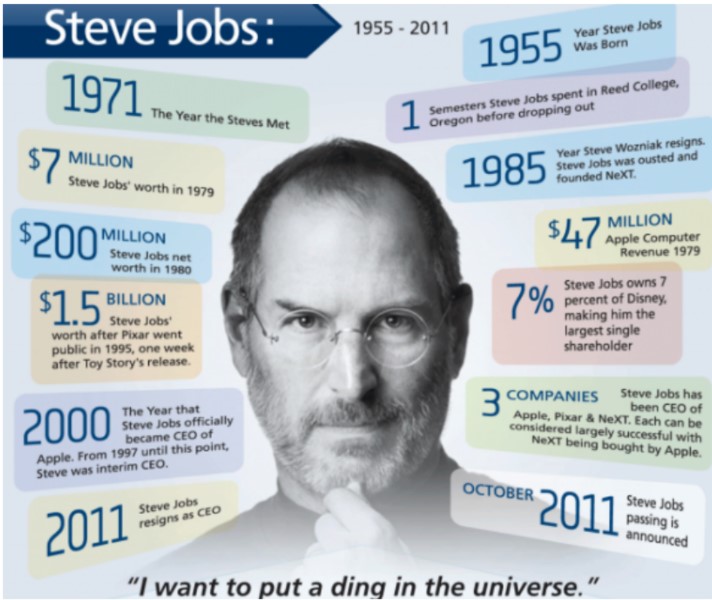 Steve Jobs:
1955 - 2011
1955 Year Steve Jobs
Was Born
1971 The Year the Steves Met
1 Semesters Steve Jobs spent in Reed College,
Oregon before dropping out
$7 MILLION
Steve Jobs' worth in 1979
1985 Year Steve Wozniak resigns.
Steve Jobs was ousted and
founded NeXT.
$200 MILLION
Steve Jobs net
worth in 1980
$47 MILLION
Apple Computer
Revenue 1979
$1.5 BILLION
Steve Jobs'
worth after Pixar went
public in 1995, one week
after Toy Story's release.
7% Steve Jobs owns 7
percent of Disney,
making him the
largest single
shareholder
2000 The Year that
Steve Jobs officially
became CEO of
Apple. From 1997 until this point,
Steve was interim CEO.
3 COMPANIES Steve Jobs has
been CEO of
Apple, Pixar & NeXT. Each can be
considered largely successful with
NeXT being bought by Apple.
2011 Steve Jobs
resigns as CEO
OCTOBER 2011 Steve Jobs
passing is
announced
"I want to put a ding in the universe."